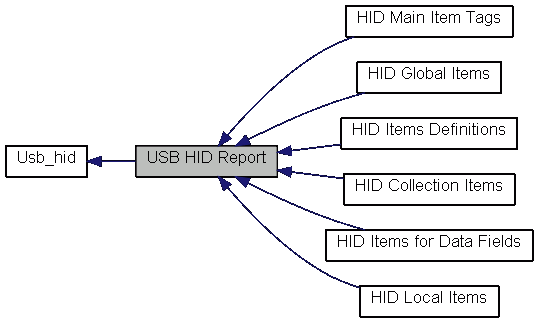 HID Main Item Tags
HID Global Items
HID Items Definitions
Usb_hid
USB HID Report
HID Collection Items
HID Items for Data Fields
HID Local Items